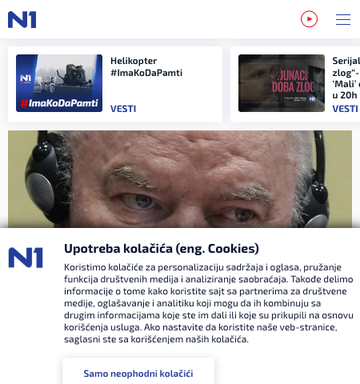 N1
Helikopter
#ImaKoDaPamti
VESTI
N1
#ImaKoDaPamti
JUNACI
DOBA ZLOG
Serijal
zlog"-
'Mali'
u 20h
VESTI
N1
Upotreba kolačića (eng. Cookies)
Koristimo kolačiće za personalizaciju sadržaja i oglasa, pružanje
funkcija društvenih medija i analiziranje saobraćaja. Takođe delimo
informacije o tome kako koristite sajt sa partnerima za društvene
medije, oglašavanje i analitiku koji mogu da ih kombinuju sa
drugim informacijama koje ste im dali ili koje su prikupili na osnovu
korišćenja usluga. Ako nastavite da koristite naše veb-stranice,
saglasni ste sa korišćenjem naših kolačića.
Samo neophodni kolačići